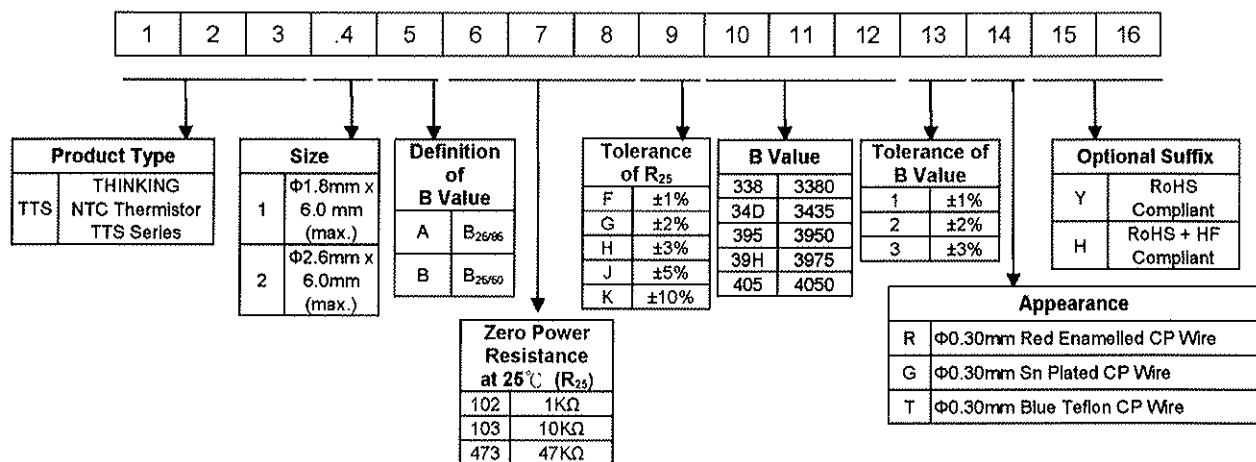 1 2 3 .4 5 6 7 8 9 10 11 12 13 14 15 16
Product Type
TTS THINKING
NTC Thermistor
TTS Series
Size
1 Φ1.8mm x
6.0 mm
(max.)
2 Φ2.6mm x
6.0mm
(max.)
Definition
of
B Value
A B25/85
B B25/50
Zero Power
Resistance
at 25℃ (R25)
102 1KΩ
103 10KΩ
473 47KΩ
Tolerance
of R25
F ±1%
G ±2%
H ±3%
J ±5%
K ±10%
B Value
338 3380
34D 3435
395 3950
39H 3975
405 4050
Tolerance of
B Value
1 ±1%
2 ±2%
3 ±3%
Optional Suffix
Y RoHS
Compliant
H RoHS + HF
Compliant
Appearance
R Φ0.30mm Red Enamelled CP Wire
G Φ0.30mm Sn Plated CP Wire
T Φ0.30mm Blue Teflon CP Wire